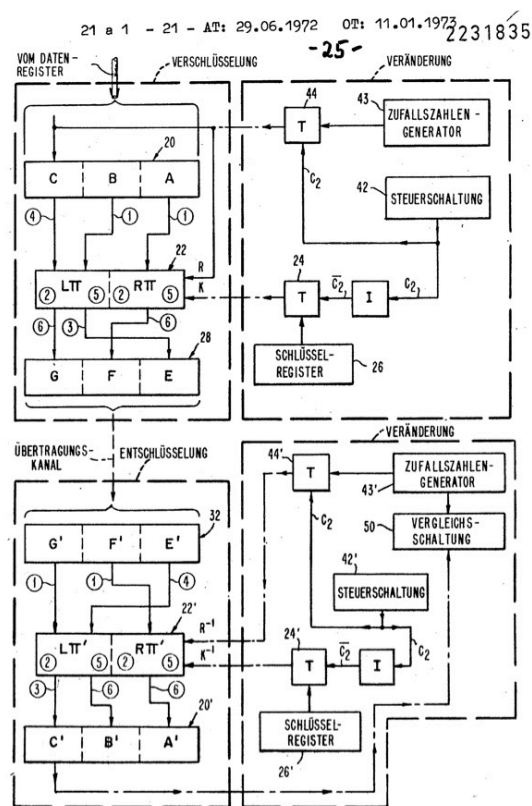 21 a 1 - 21 - AT: 29.06.1972 OT: 11.01.1973
2231835
-25-
VOM DATEN-
REGISTER
VERSCHLÜSSELUNG
VERÄNDERUNG
44
43
T
ZUFALLSZAHLEN-
GENERATOR
20
C B A
C2
42
STEUERSCHALTUNG
4 1 1
22
R
K
24
LΠ RΠ
2 5 2 5
T
C̅2
I
C2
6 3 6
28
G F E
SCHLÜSSEL-
REGISTER
26
ÜBERTRAGUNGS-
KANAL
ENTSCHLÜSSELUNG
VERÄNDERUNG
44'
T
ZUFALLSZAHLEN-
GENERATOR
43'
32
G' F' E'
C2
50
VERGLEICHS-
SCHALTUNG
1 1 4
42'
STEUERSCHALTUNG
22'
R-1
K-1
24'
LΠ' RΠ'
2 5 2 5
T
C̅2
I
C2
3 6 6
20'
C' B' A'
SCHLÜSSEL-
REGISTER
26'